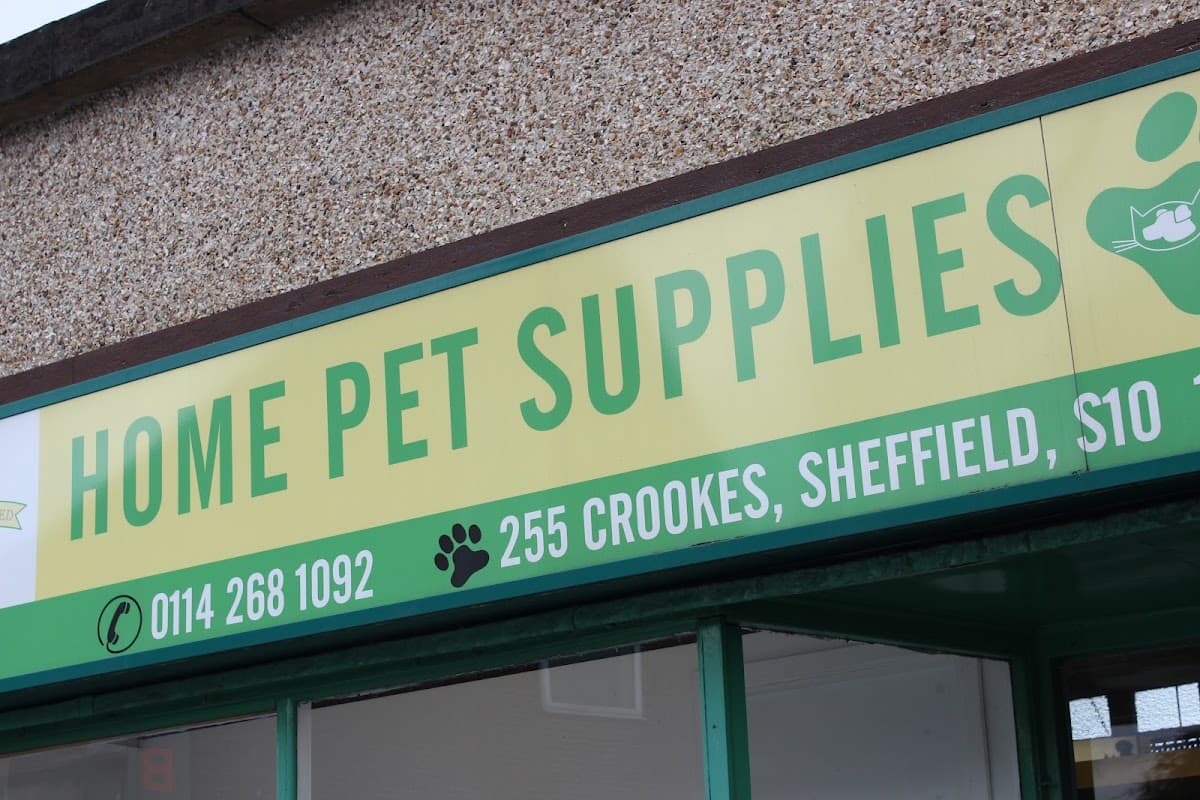 HOME PET SUPPLIES
0114 268 1092 255 CROOKES, SHEFFIELD, S10